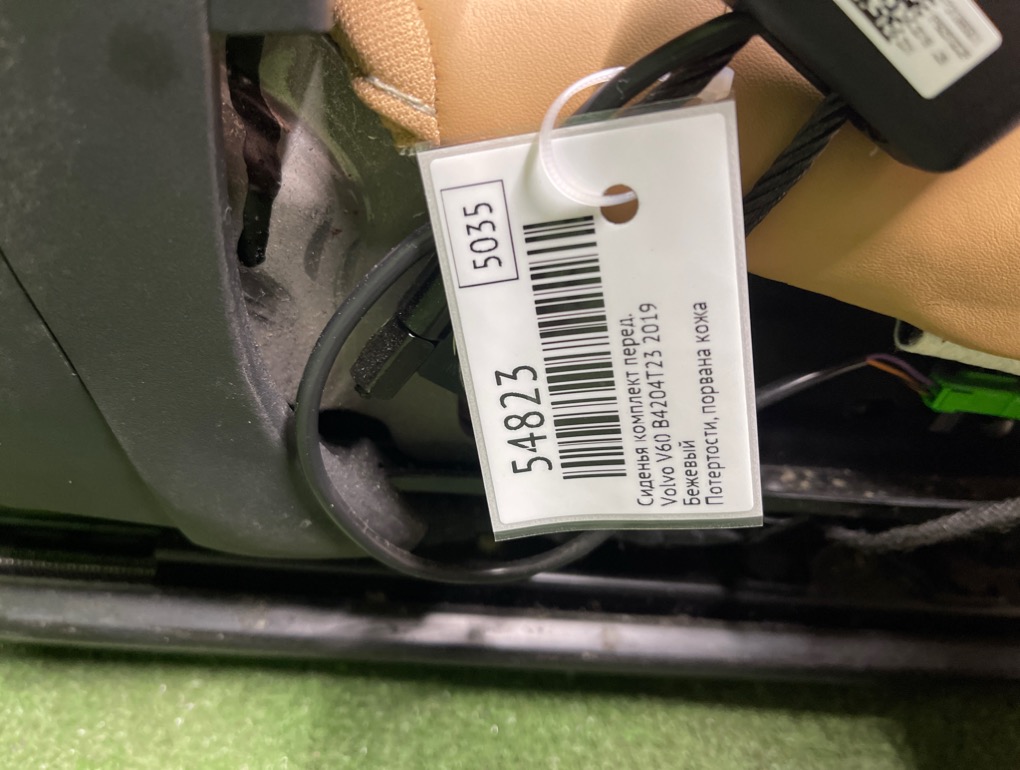 5035
54823
Сиденья комплект перед.
Volvo V60 B4204T23 2019
Бежевый
Потертости, порвана кожа